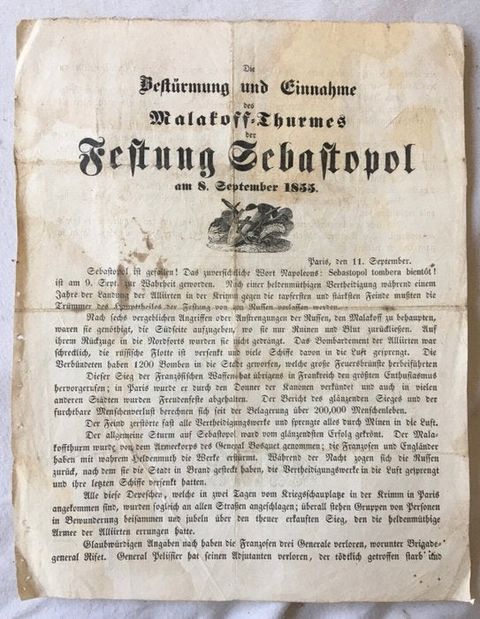 Die
Bestürmung und Einnahme
des
Malakoff-Thurmes
der
Festung Sebastopol
am 8. September 1855.
Paris, den 11. September.
Sebastopol ist gefallen! Das zuversichtliche Wort Napoleons: Sebastopol tombera bientôt!
ist am 9. Sept. zur Wahrheit geworden. Nach einer heldenmüthigen Vertheidigung während einem
Jahre der Landung der Alliirten in der Krimm gegen die tapfersten und stärksten Feinde mußten die
Trümmer des Haupttheiles der Festung von den Russen verlassen werden.
Nach sechs vergeblichen Angriffen und Anstrengungen der Russen, den Malakoff zu behaupten,
waren sie genöthigt, die Südseite aufzugeben, wo sie nur Ruinen und Blut zurückließen. Auf
ihrem Rückzuge in die Nordforts wurden sie nicht gedrängt. Das Bombardement der Alliirten war
schrecklich, die russische Flotte ist versenkt und viele Schiffe davon in die Luft gesprengt. Die
Verbündeten haben 1200 Bomben in die Stadt geworfen, welche große Feuersbrünste herbeiführten
Dieser Sieg der Französischen Waffen hat übrigens in Frankreich den größten Enthusiasmus
hervorgerufen; in Paris wurde er durch den Donner der Kanonen verkündet und auch in vielen
anderen Städten wurden Freudenfeste abgehalten. Der Bericht des glänzenden Sieges und der
furchtbare Menschenverlust berechnen sich seit der Belagerung über 200,000 Menschenleben.
Der Feind zerstörte fast alle Vertheidigungswerke und sprengte alles durch Minen in die Luft.
Der allgemeine Sturm auf Sebastopol ward vom glänzendsten Erfolg gekrönt. Der Mala-
koffthurm wurde von dem Armeekorps des General Bosquet genommen; die Franzosen und Engländer
haben mit wahrem Heldenmuth die Werke erstürmt. Während der Nacht zogen sich die Russen
zurück, nach dem sie die Stadt in Brand gesteckt haben, die Vertheidigungswerke in die Luft gesprengt
und ihre letzten Schiffe versenkt hatten.
Alle diese Depeschen, welche in zwei Tagen vom Kriegsschauplatze in der Krimm in Paris
angekommen sind, wurden sogleich an allen Straßen angeschlagen; überall stehen Gruppen von Personen
in Bewunderung beisammen und jubeln über den theuer erkauften Sieg, den die heldenmüthige
Armee der Alliirten errungen hatte.
Glaubwürdigen Angaben nach haben die Franzosen drei Generale verloren, worunter Brigads-
general Rifet. General Pelissier hat seinen Adjutanten verloren, der tödtlich getroffen starb und